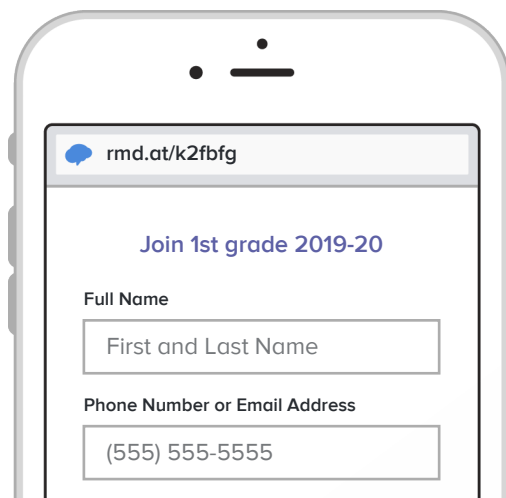 rmd.at/k2fbfg
Join 1st grade 2019-20
Full Name
First and Last Name
Phone Number or Email Address
(555) 555-5555